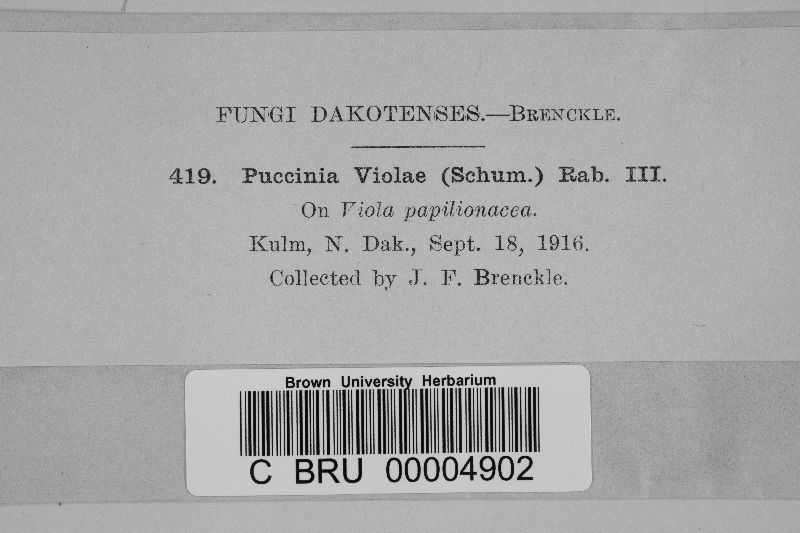 FUNGI DAKOTENSES.—BRENCKLE.
419. Puccinia Violae (Schum.) Rab. III.
On Viola papilionacea.
Kulm, N. Dak., Sept. 18, 1916.
Collected by J. F. Brenckle.
Brown University Herbarium
C BRU 00004902